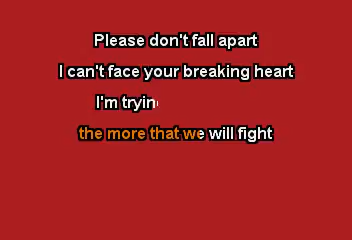 Please don't fall apart
I can't face your breaking heart
I'm tryin
the more that we will fight